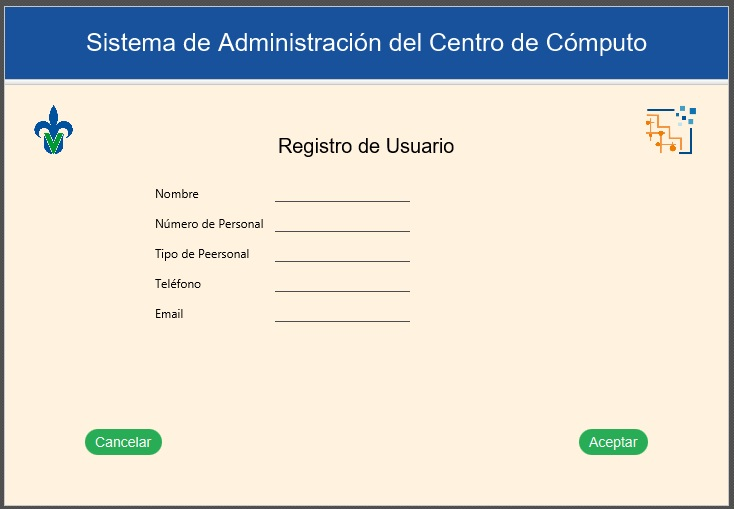 Sistema de Administración del Centro de Cómputo
Registro de Usuario
Nombre
Número de Personal
Tipo de Peersonal
Teléfono
Email
Cancelar
Aceptar